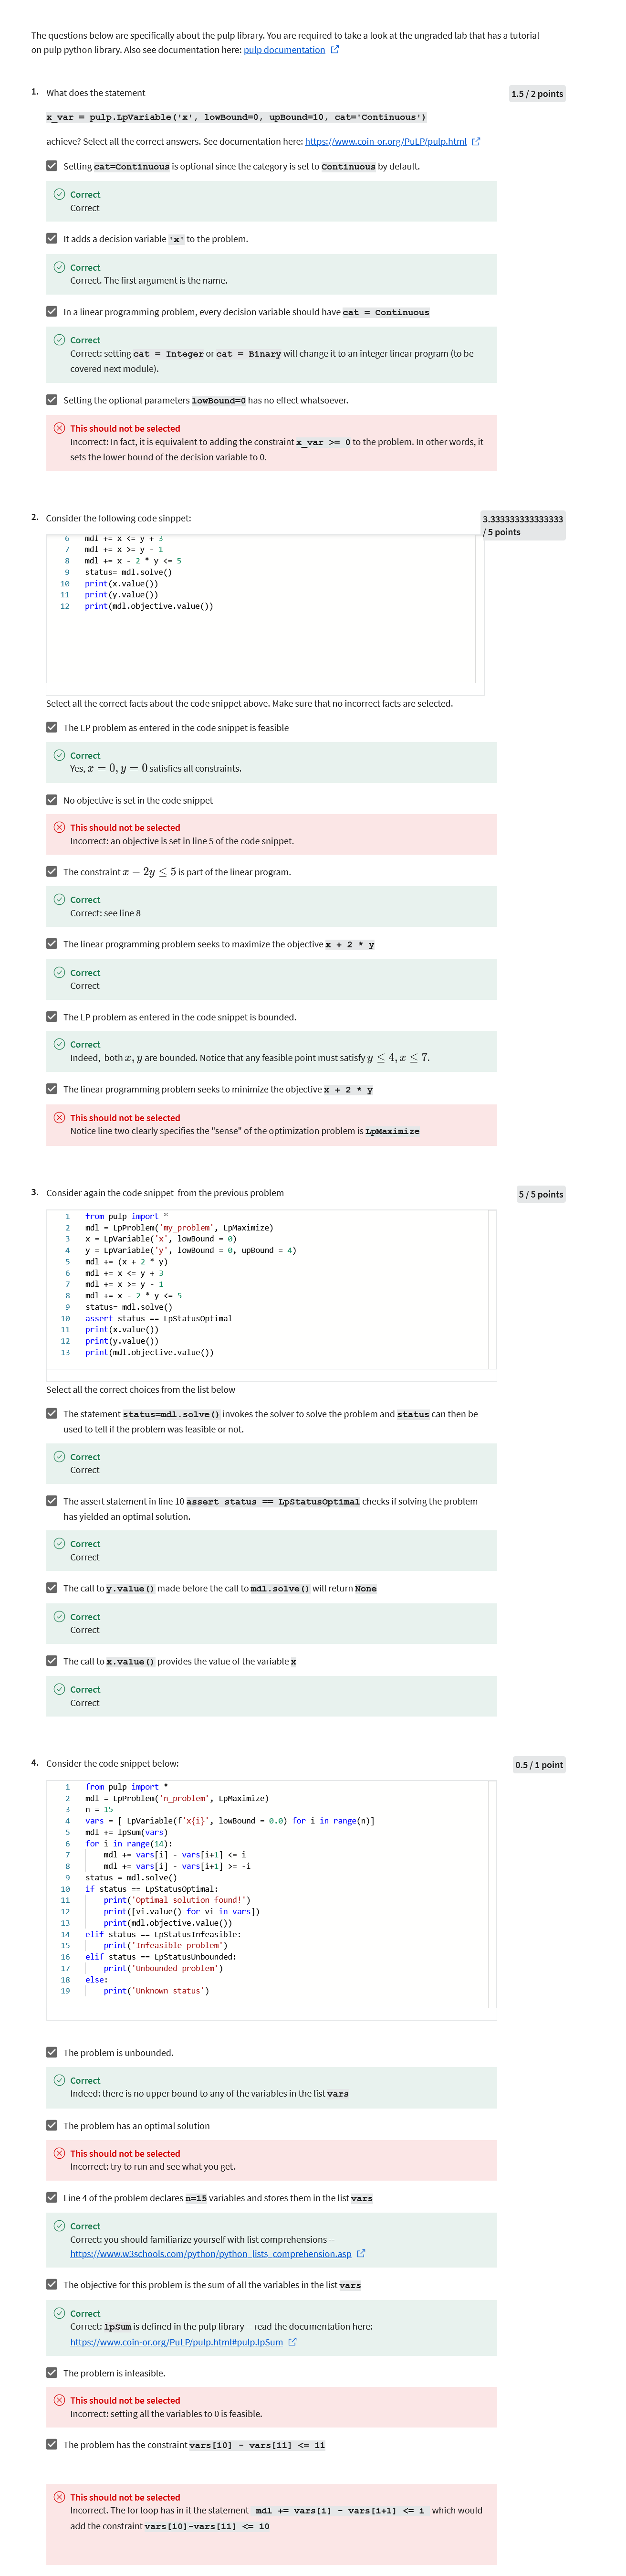 The questions below are specifically about the pulp library. You are required to take a look at the ungraded lab that has a tutorial
on pulp python library. Also see documentation here: pulp documentation
1. What does the statement
1.5 / 2 points
x_var = pulp.LpVariable('x', lowBound=0, upBound=10, cat='Continuous')
achieve? Select all the correct answers. See documentation here: https://www.coin-or.org/PuLP/pulp.html
Setting cat=Continuous is optional since the category is set to Continuous by default.
Correct
Correct
It adds a decision variable 'x' to the problem.
Correct
Correct. The first argument is the name.
In a linear programming problem, every decision variable should have cat = Continuous
Correct
Correct: setting cat = Integer or cat = Binary will change it to an integer linear program (to be
covered next module).
Setting the optional parameters lowBound=0 has no effect whatsoever.
This should not be selected
Incorrect: In fact, it is equivalent to adding the constraint x_var >= 0 to the problem. In other words, it
sets the lower bound of the decision variable to 0.
2. Consider the following code sinppet:
3.333333333333333
/ 5 points
6 mdl += x <= y + 3
7 mdl += x >= y - 1
8 mdl += x - 2 * y <= 5
9 status= mdl.solve()
10 print(x.value())
11 print(y.value())
12 print(mdl.objective.value())
Select all the correct facts about the code snippet above. Make sure that no incorrect facts are selected.
The LP problem as entered in the code snippet is feasible
Correct
Yes, x = 0, y = 0 satisfies all constraints.
No objective is set in the code snippet
This should not be selected
Incorrect: an objective is set in line 5 of the code snippet.
The constraint x − 2y ≤ 5 is part of the linear program.
Correct
Correct: see line 8
The linear programming problem seeks to maximize the objective x + 2 * y
Correct
Correct
The LP problem as entered in the code snippet is bounded.
Correct
Indeed, both x, y are bounded. Notice that any feasible point must satisfy y ≤ 4, x ≤ 7.
The linear programming problem seeks to minimize the objective x + 2 * y
This should not be selected
Notice line two clearly specifies the "sense" of the optimization problem is LpMaximize
3. Consider again the code snippet from the previous problem
5 / 5 points
1 from pulp import *
2 mdl = LpProblem('my_problem', LpMaximize)
3 x = LpVariable('x', lowBound = 0)
4 y = LpVariable('y', lowBound = 0, upBound = 4)
5 mdl += (x + 2 * y)
6 mdl += x <= y + 3
7 mdl += x >= y - 1
8 mdl += x - 2 * y <= 5
9 status= mdl.solve()
10 assert status == LpStatusOptimal
11 print(x.value())
12 print(y.value())
13 print(mdl.objective.value())
Select all the correct choices from the list below
The statement status=mdl.solve() invokes the solver to solve the problem and status can then be
used to tell if the problem was feasible or not.
Correct
Correct
The assert statement in line 10 assert status == LpStatusOptimal checks if solving the problem
has yielded an optimal solution.
Correct
Correct
The call to y.value() made before the call to mdl.solve() will return None
Correct
Correct
The call to x.value() provides the value of the variable x
Correct
Correct
4. Consider the code snippet below:
0.5 / 1 point
1 from pulp import *
2 mdl = LpProblem('n_problem', LpMaximize)
3 n = 15
4 vars = [ LpVariable(f'x{i}', lowBound = 0.0) for i in range(n)]
5 mdl += lpSum(vars)
6 for i in range(14):
7 mdl += vars[i] - vars[i+1] <= i
8 mdl += vars[i] - vars[i+1] >= -i
9 status = mdl.solve()
10 if status == LpStatusOptimal:
11 print('Optimal solution found!')
12 print([vi.value() for vi in vars])
13 print(mdl.objective.value())
14 elif status == LpStatusInfeasible:
15 print('Infeasible problem')
16 elif status == LpStatusUnbounded:
17 print('Unbounded problem')
18 else:
19 print('Unknown status')
The problem is unbounded.
Correct
Indeed: there is no upper bound to any of the variables in the list vars
The problem has an optimal solution
This should not be selected
Incorrect: try to run and see what you get.
Line 4 of the problem declares n=15 variables and stores them in the list vars
Correct
Correct: you should familiarize yourself with list comprehensions --
https://www.w3schools.com/python/python_lists_comprehension.asp
The objective for this problem is the sum of all the variables in the list vars
Correct
Correct: lpSum is defined in the pulp library -- read the documentation here:
https://www.coin-or.org/PuLP/pulp.html#pulp.lpSum
The problem is infeasible.
This should not be selected
Incorrect: setting all the variables to 0 is feasible.
The problem has the constraint vars[10] - vars[11] <= 11
This should not be selected
Incorrect. The for loop has in it the statement mdl += vars[i] - vars[i+1] <= i which would
add the constraint vars[10]-vars[11] <= 10